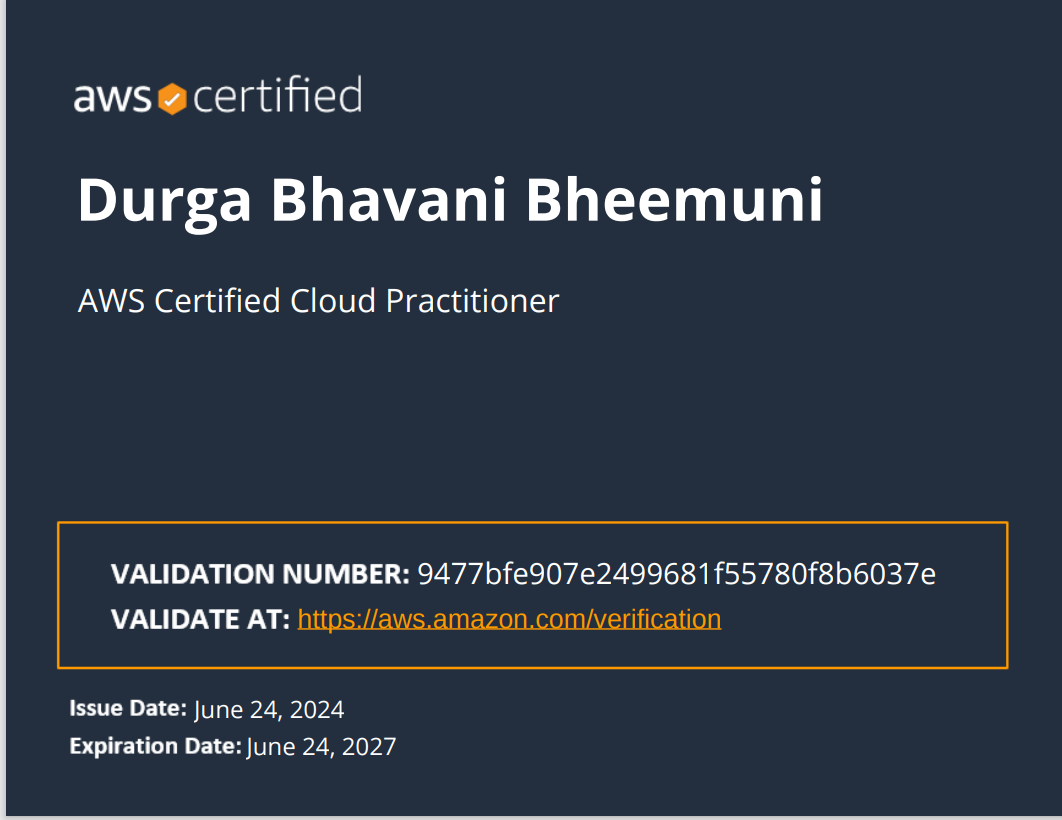 aws certified
Durga Bhavani Bheemuni
AWS Certified Cloud Practitioner
VALIDATION NUMBER: 9477bfe907e2499681f55780f8b6037e
VALIDATE AT: https://aws.amazon.com/verification
Issue Date: June 24, 2024
Expiration Date: June 24, 2027